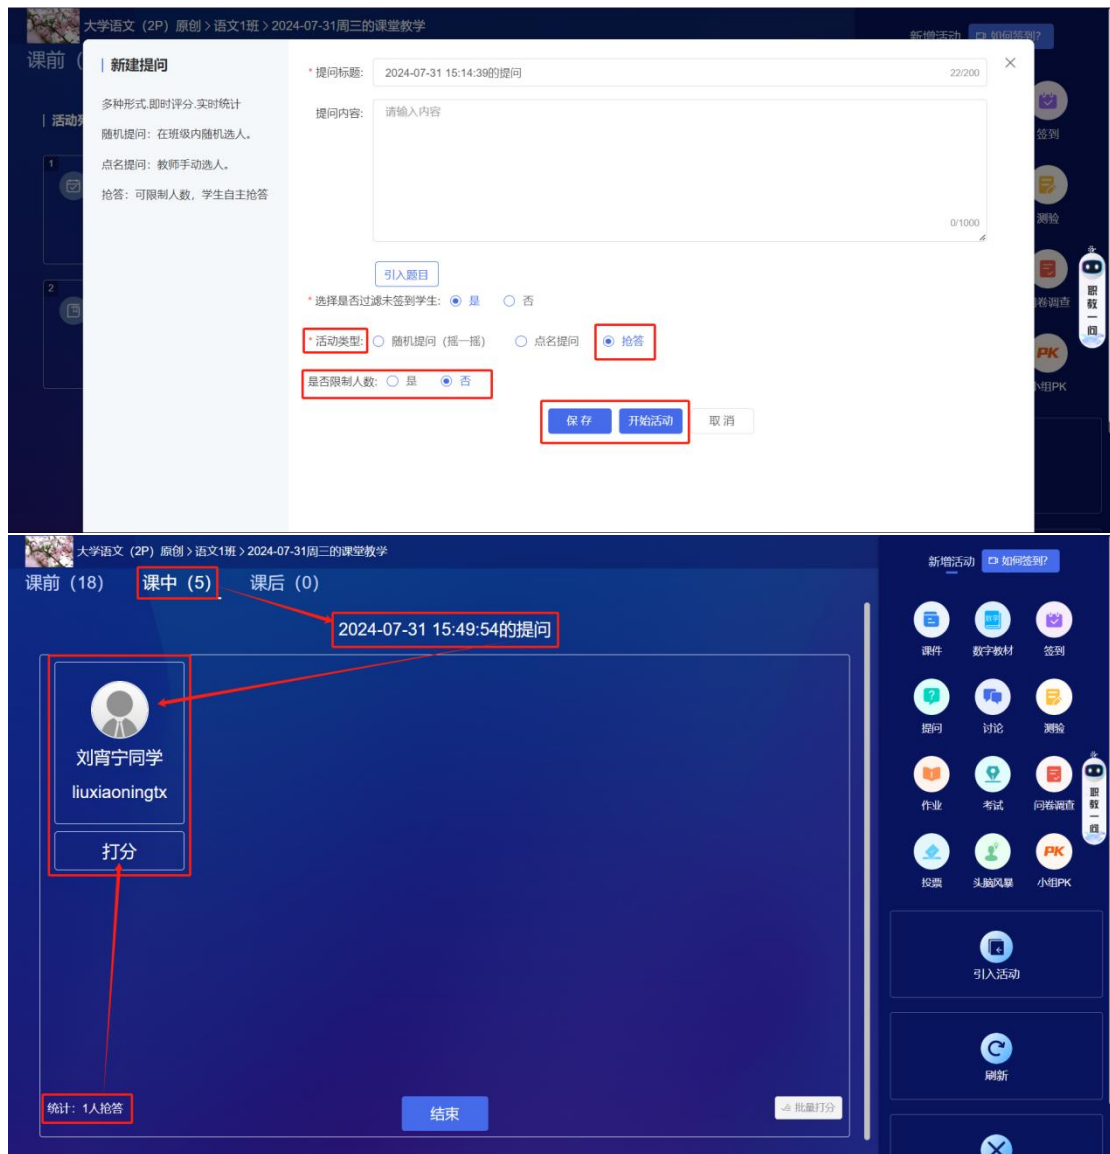 大学语文（2P）原创>语文1班>2024-07-31周三的课堂教学
新增活动 如何签到?
课前（
新建提问
多种形式.即时评分.实时统计
随机提问：在班级内随机选人。
点名提问：教师手动选人。
抢答：可限制人数，学生自主抢答
* 提问标题: 2024-07-31 15:14:39的提问 22/200
提问内容: 请输入内容
0/1000
引入题目
* 选择是否过滤未签到学生: 是 否
* 活动类型: 随机提问（摇一摇） 点名提问 抢答
是否限制人数: 是 否
保存 开始活动 取消
活动
1
2
签到
测验
卷调查
PK
小组PK
职教一问
大学语文（2P）原创>语文1班>2024-07-31周三的课堂教学
课前（18） 课中（5） 课后（0）
2024-07-31 15:49:54的提问
刘宵宁同学
liuxiaoningtx
打分
统计：1人抢答
结束
批量打分
新增活动 如何签到?
课件 数字教材 签到
提问 讨论 测验
作业 考试 问卷调查
PK
投票 头脑风暴 小组PK
职教一问
引入活动
刷新